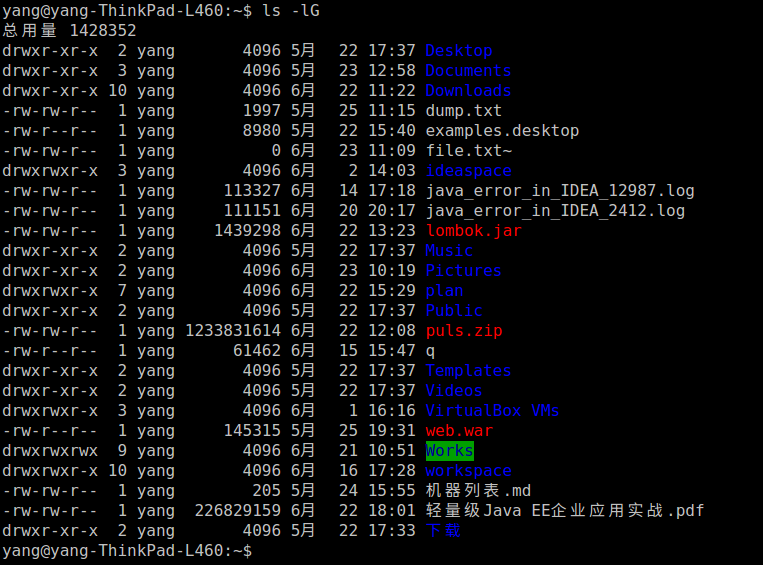 yang@yang-ThinkPad-L460:~$ ls -lG
总用量 1428352
drwxr-xr-x  2 yang       4096 5月  22 17:37 Desktop
drwxr-xr-x  3 yang       4096 5月  23 12:58 Documents
drwxr-xr-x 10 yang       4096 6月  22 11:22 Downloads
-rw-rw-r--  1 yang       1997 5月  25 11:15 dump.txt
-rw-r--r--  1 yang       8980 5月  22 15:40 examples.desktop
-rw-rw-r--  1 yang          0 6月  23 11:09 file.txt~
drwxrwxr-x  3 yang       4096 6月   2 14:03 ideaspace
-rw-rw-r--  1 yang     113327 6月  14 17:18 java_error_in_IDEA_12987.log
-rw-rw-r--  1 yang     111151 6月  20 20:17 java_error_in_IDEA_2412.log
-rw-rw-r--  1 yang    1439298 6月  22 13:23 lombok.jar
drwxr-xr-x  2 yang       4096 5月  22 17:37 Music
drwxr-xr-x  2 yang       4096 6月  23 10:19 Pictures
drwxrwxr-x  7 yang       4096 6月  22 15:29 plan
drwxr-xr-x  2 yang       4096 5月  22 17:37 Public
-rw-rw-r--  1 yang 1233831614 6月  22 12:08 puls.zip
-rw-r--r--  1 yang      61462 6月  15 15:47 q
drwxr-xr-x  2 yang       4096 5月  22 17:37 Templates
drwxr-xr-x  2 yang       4096 5月  22 17:37 Videos
drwxrwxr-x  3 yang       4096 6月   1 16:16 VirtualBox VMs
-rw-r--r--  1 yang     145315 5月  25 19:31 web.war
drwxrwxrwx  9 yang       4096 6月  21 10:51 Works
drwxrwxr-x 10 yang       4096 6月  16 17:28 workspace
-rw-rw-r--  1 yang        205 5月  24 15:55 机器列表.md
-rw-rw-r--  1 yang  226829159 6月  22 18:01 轻量级Java EE企业应用实战.pdf
drwxr-xr-x  2 yang       4096 5月  22 17:33 下载
yang@yang-ThinkPad-L460:~$